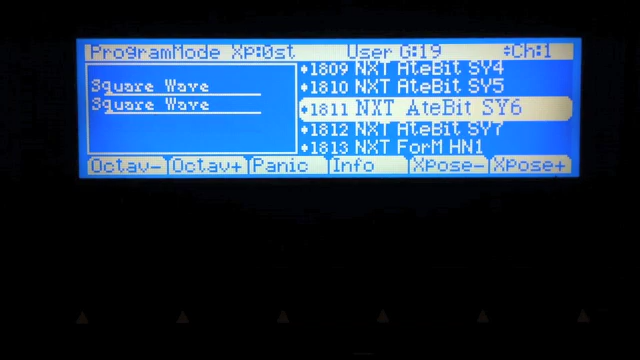 ProgramMode Xp:0st User G:19 Ch:1
Square Wave
Square Wave
1809 NXT AteBit SY4
1810 NXT AteBit SY5
1811 NXT AteBit SY6
1812 NXT AteBit SY7
1813 NXT ForM HN1
Octav- Octav+ Panic Info Xpose- Xpose+